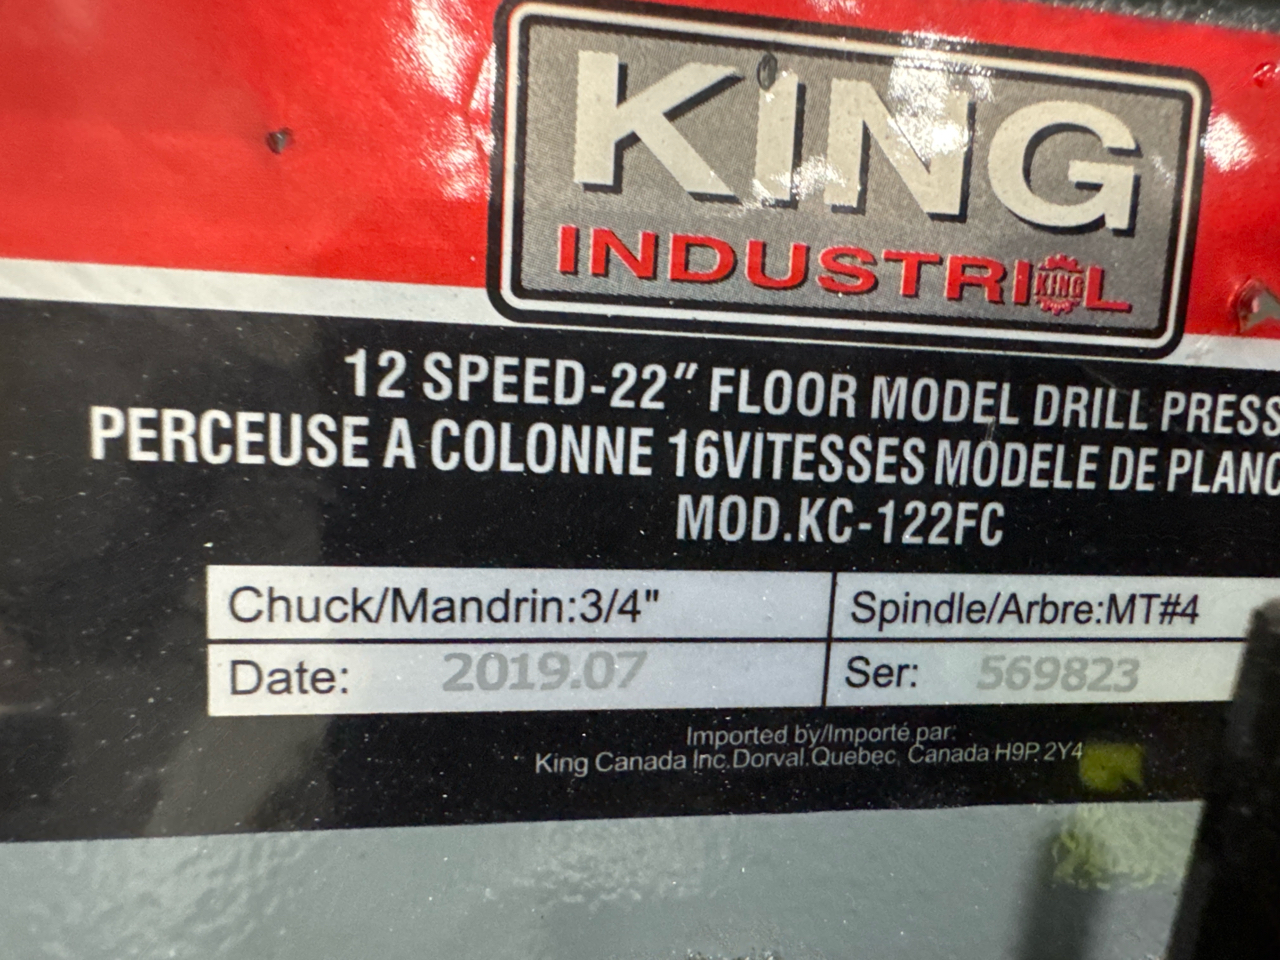 KING
INDUSTRIAL
KING
12 SPEED-22" FLOOR MODEL DRILL PRESS
PERCEUSE A COLONNE 16VITESSES MODELE DE PLANC
MOD.KC-122FC
Chuck/Mandrin:3/4" Spindle/Arbre:MT#4
Date: 2019.07 Ser: 569823
Imported by/Importé par:
King Canada Inc.Dorval.Quebec, Canada H9P 2Y4